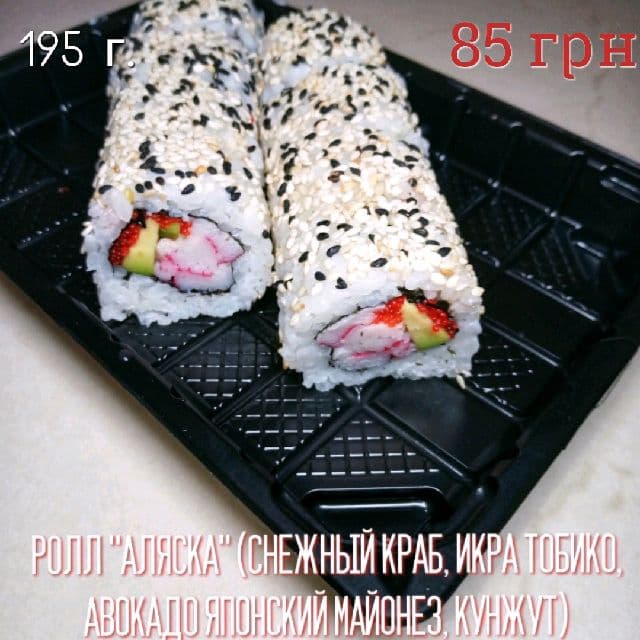 195 г.
85 грн
РОЛЛ "АЛЯСКА" (СНЕЖНЫЙ КРАБ, ИКРА ТОБИКО,
АВОКАДО ЯПОНСКИЙ МАЙОНЕЗ, КУНЖУТ)